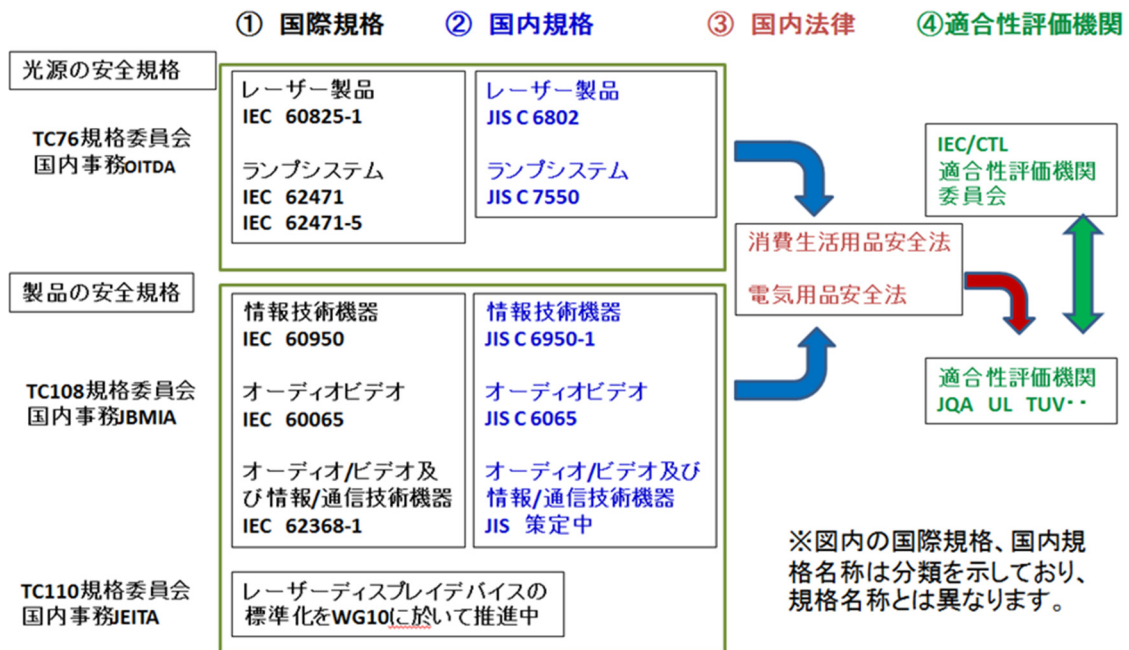 ① 国際規格
② 国内規格
③ 国内法律
④適合性評価機関
光源の安全規格
TC76規格委員会
国内事務OITDA
レーザー製品
IEC 60825-1
ランプシステム
IEC 62471
IEC 62471-5
レーザー製品
JIS C 6802
ランプシステム
JIS C 7550
製品の安全規格
TC108規格委員会
国内事務JBMIA
情報技術機器
IEC 60950
オーディオビデオ
IEC 60065
オーディオ/ビデオ及
び情報/通信技術機器
IEC 62368-1
情報技術機器
JIS C 6950-1
オーディオビデオ
JIS C 6065
オーディオ/ビデオ及び
情報/通信技術機器
JIS 策定中
TC110規格委員会
国内事務JEITA
レーザーディスプレイデバイスの
標準化をWG10に於いて推進中
消費生活用品安全法
電気用品安全法
IEC/CTL
適合性評価機関
委員会
適合性評価機関
JQA UL TUV・・
※図内の国際規格、国内規
格名称は分類を示しており、
規格名称とは異なります。